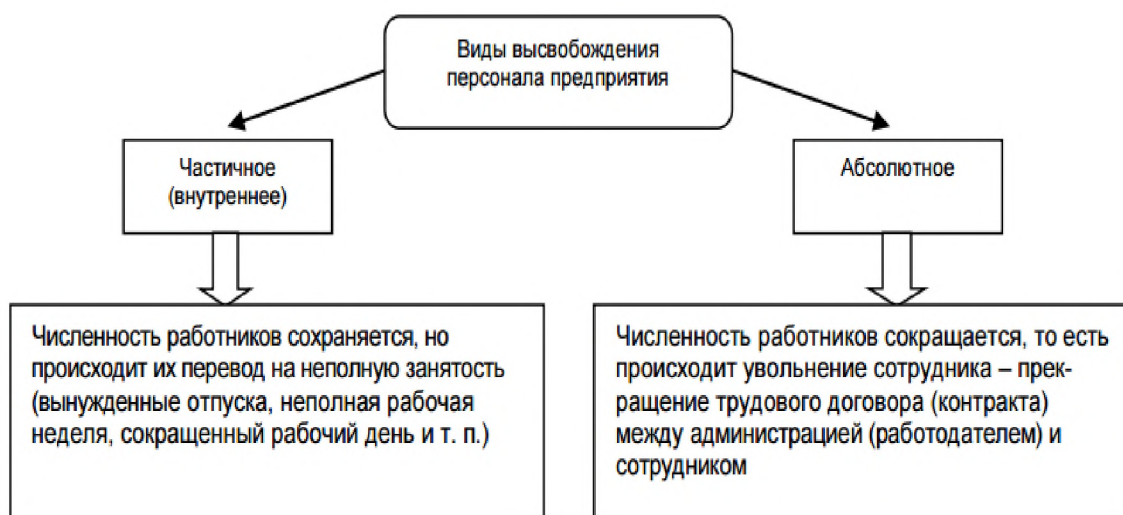 Виды высвобождения
персонала предприятия
Частичное
(внутреннее)
Абсолютное
Численность работников сохраняется, но
происходит их перевод на неполную занятость
(вынужденные отпуска, неполная рабочая
неделя, сокращенный рабочий день и т. п.)
Численность работников сокращается, то есть
происходит увольнение сотрудника – прек-
ращение трудового договора (контракта)
между администрацией (работодателем) и
сотрудником